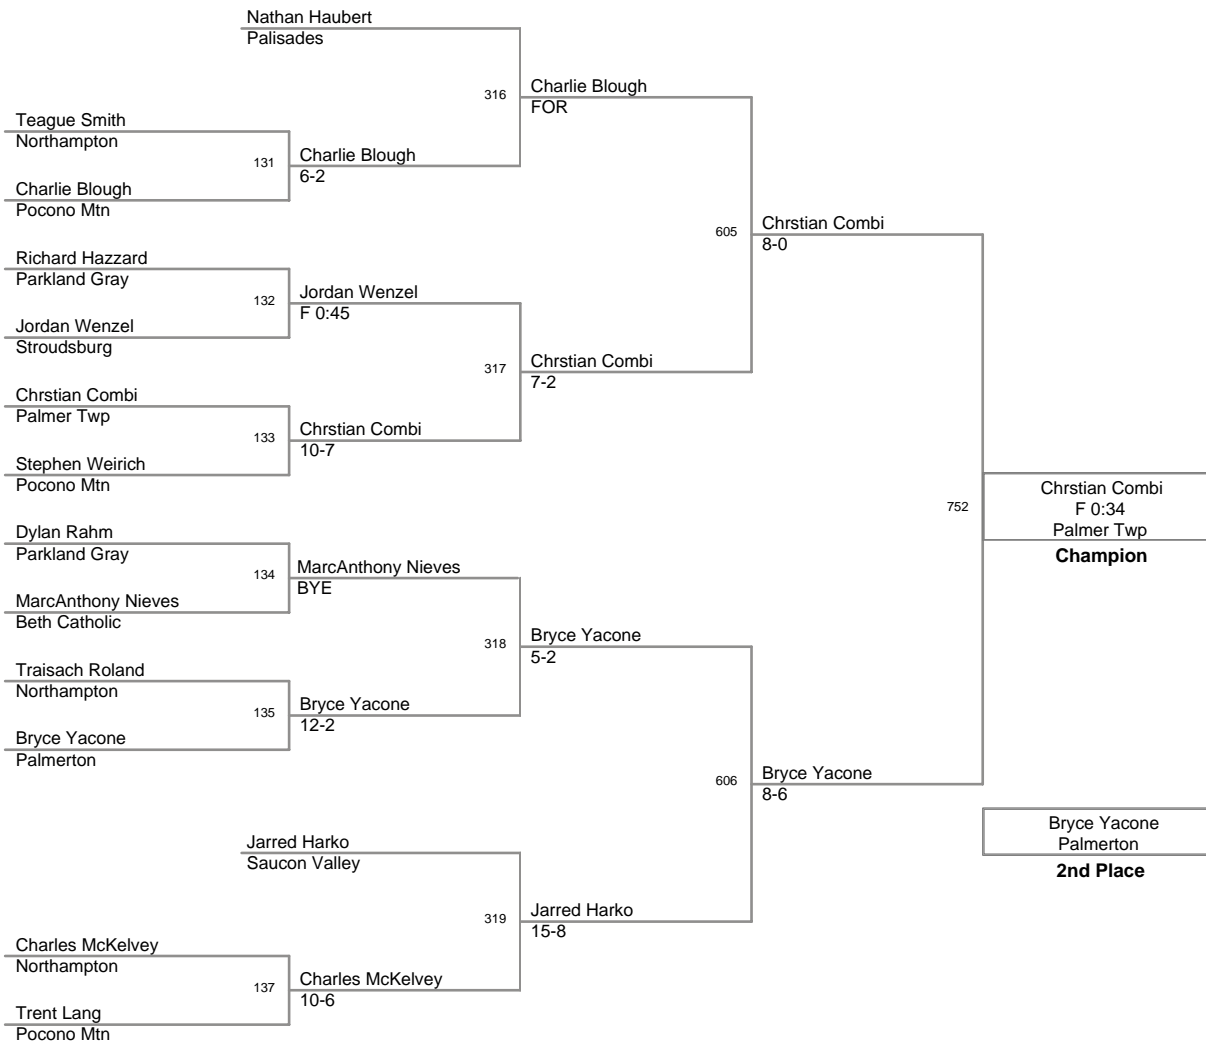 Nathan Haubert
Palisades
316
Charlie Blough
FOR
Teague Smith
Northampton
131
Charlie Blough
6-2
Charlie Blough
Pocono Mtn
605
Chrstian Combi
8-0
Richard Hazzard
Parkland Gray
132
Jordan Wenzel
F 0:45
Jordan Wenzel
Stroudsburg
317
Chrstian Combi
7-2
Chrstian Combi
Palmer Twp
133
Chrstian Combi
10-7
Stephen Weirich
Pocono Mtn
752
Chrstian Combi
F 0:34
Palmer Twp
Champion
Dylan Rahm
Parkland Gray
134
MarcAnthony Nieves
BYE
MarcAnthony Nieves
Beth Catholic
318
Bryce Yacone
5-2
Traisach Roland
Northampton
135
Bryce Yacone
12-2
Bryce Yacone
Palmerton
606
Bryce Yacone
8-6
Bryce Yacone
Palmerton
2nd Place
Jarred Harko
Saucon Valley
319
Jarred Harko
15-8
Charles McKelvey
Northampton
137
Charles McKelvey
10-6
Trent Lang
Pocono Mtn